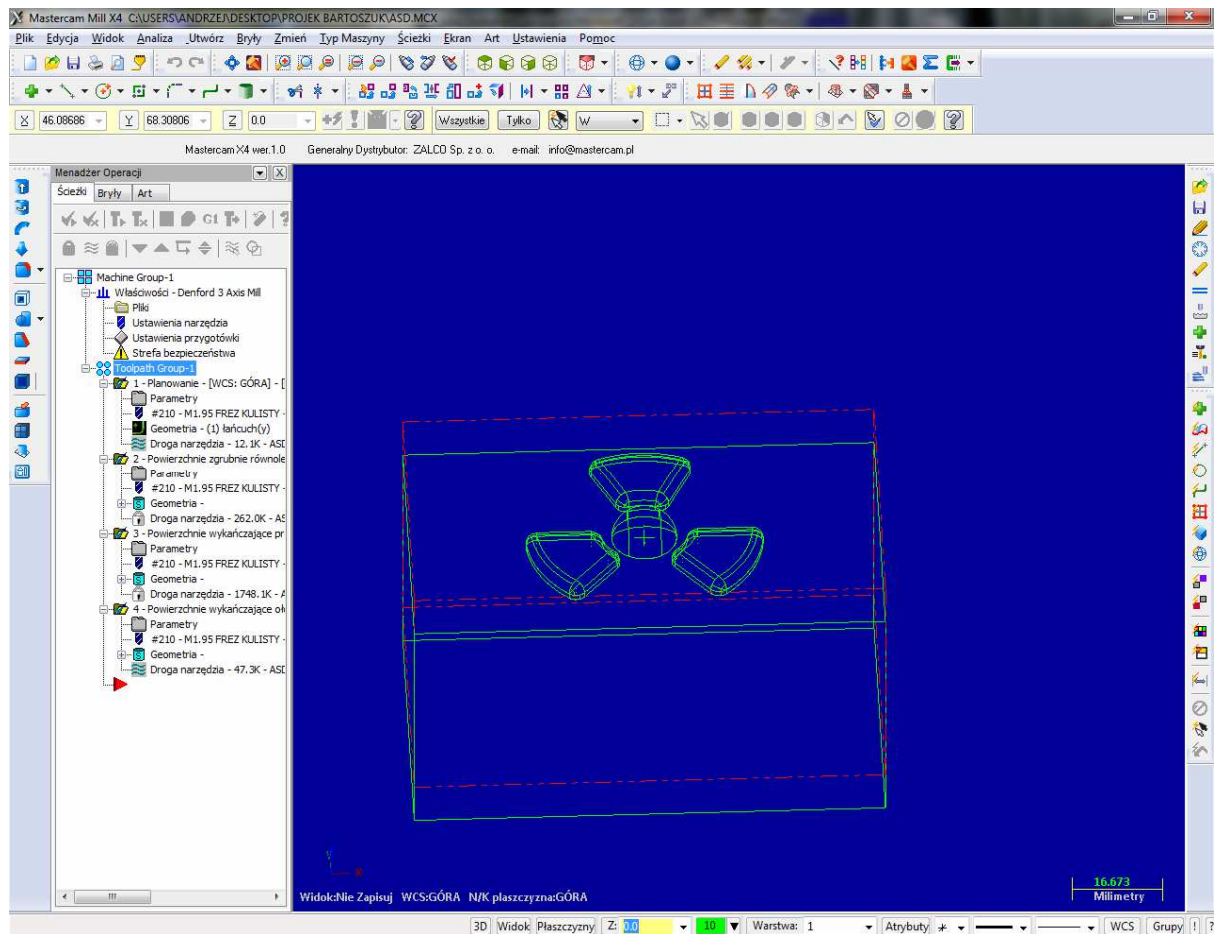 Mastercam Mill X4 C:\USERS\ANDRZEJ\DESKTOP\PROJEK BARTOSZUK\ASD.MCX
Plik Edycja Widok Analiza Utwórz Bryły Zmień Typ Maszyny Ścieżki Ekran Art Ustawienia Pomoc
X 46.08686 Y 68.30806 Z 0.0 Wszystkie Tylko W
Mastercam X4 wer.1.0 Generalny Dystrybutor: ZALCO Sp. z o. o. e-mail: info@mastercam.pl
Menadżer Operacji
Ścieżki Bryły Art
G1
Machine Group-1
Właściwości - Denford 3 Axis Mill
Pliki
Ustawienia narzędzia
Ustawienia przygotówki
Strefa bezpieczeństwa
Toolpath Group-1
1 - Planowanie - [WCS: GÓRA] - [
Parametry
#210 - M1.95 FREZ KULISTY -
Geometria - (1) łańcuch(y)
Droga narzędzia - 12.1K - ASD
2 - Powierzchnie zgrubnie równole
Parametry
#210 - M1.95 FREZ KULISTY -
Geometria -
Droga narzędzia - 262.0K - AS
3 - Powierzchnie wykańczające pr
Parametry
#210 - M1.95 FREZ KULISTY -
Geometria -
Droga narzędzia - 1748.1K - A
4 - Powierzchnie wykańczające oł
Parametry
#210 - M1.95 FREZ KULISTY -
Geometria -
Droga narzędzia - 47.3K - ASD
Y
X
16.673
Milimetry
Widok:Nie Zapisuj WCS:GÓRA N/K płaszczyzna:GÓRA
3D Widok Płaszczyzny Z: 0.0 10 Warstwa: 1 Atrybuty WCS Grupy ! ?